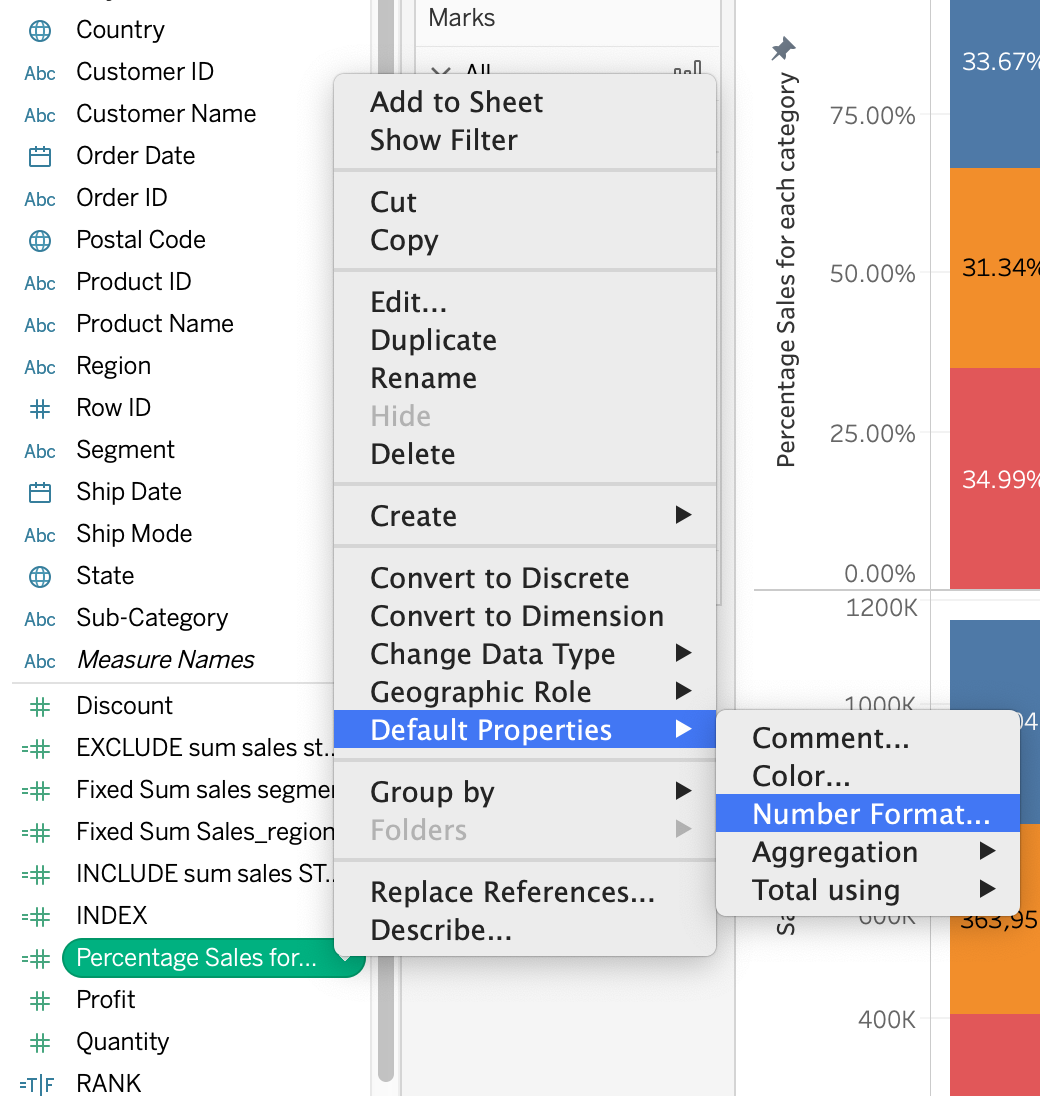 Country
Abc Customer ID
Abc Customer Name
Order Date
Abc Order ID
Postal Code
Abc Product ID
Abc Product Name
Abc Region
Row ID
Abc Segment
Ship Date
Abc Ship Mode
State
Abc Sub-Category
Abc Measure Names
Discount
EXCLUDE sum sales st...
Fixed Sum sales segme
Fixed Sum Sales_region
INCLUDE sum sales ST...
INDEX
Percentage Sales for...
Profit
Quantity
=T|F RANK
Marks
All
Add to Sheet
Show Filter
Cut
Copy
Edit...
Duplicate
Rename
Hide
Delete
Create
Convert to Discrete
Convert to Dimension
Change Data Type
Geographic Role
Default Properties
Group by
Folders
Replace References...
Describe...
Comment...
Color...
Number Format...
Aggregation
Total using
Percentage Sales for each category
75.00%
50.00%
25.00%
0.00%
33.67%
31.34%
34.99%
1200K
1000K
600K
400K
04
363,95
Sa